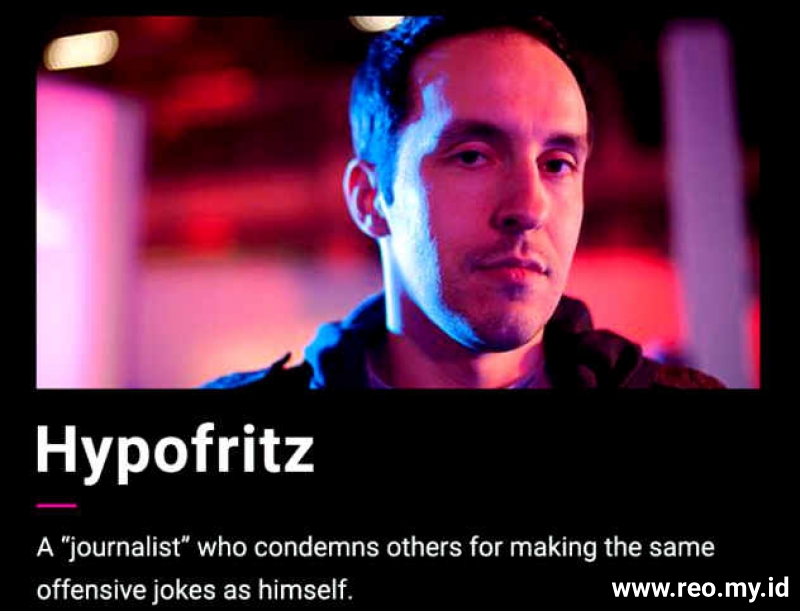 Hypofritz
A “journalist” who condemns others for making the same
offensive jokes as himself.
www.reo.my.id